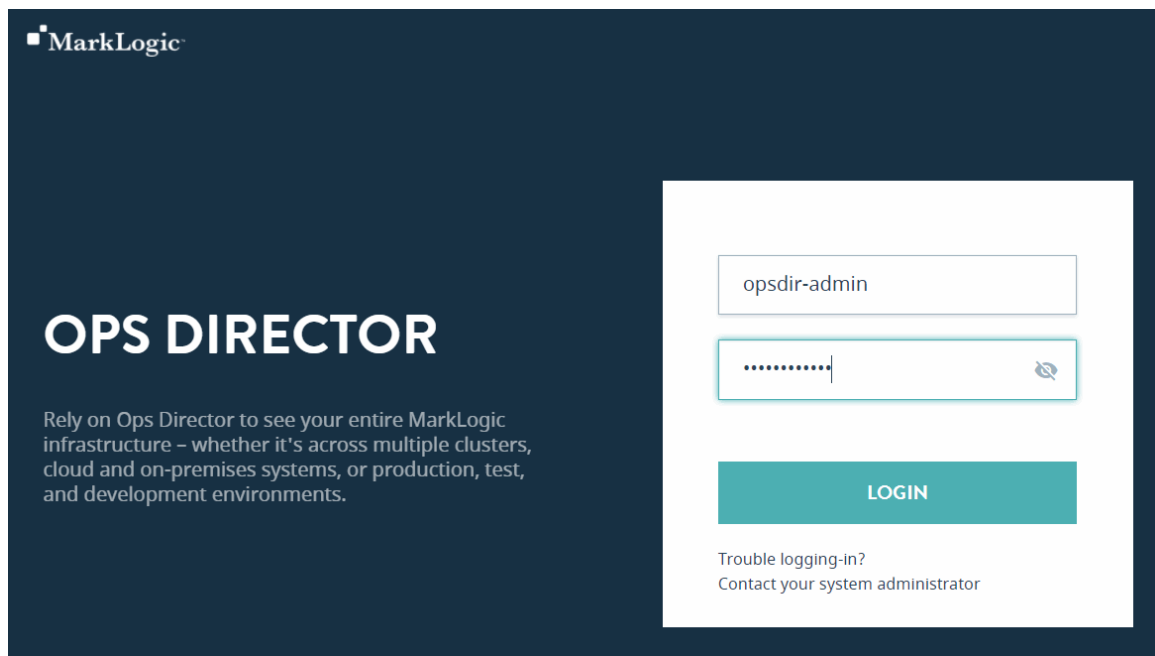 MarkLogic™
OPS DIRECTOR
Rely on Ops Director to see your entire MarkLogic
infrastructure – whether it's across multiple clusters,
cloud and on-premises systems, or production, test,
and development environments.
opsdir-admin
••••••••••••
LOGIN
Trouble logging-in?
Contact your system administrator